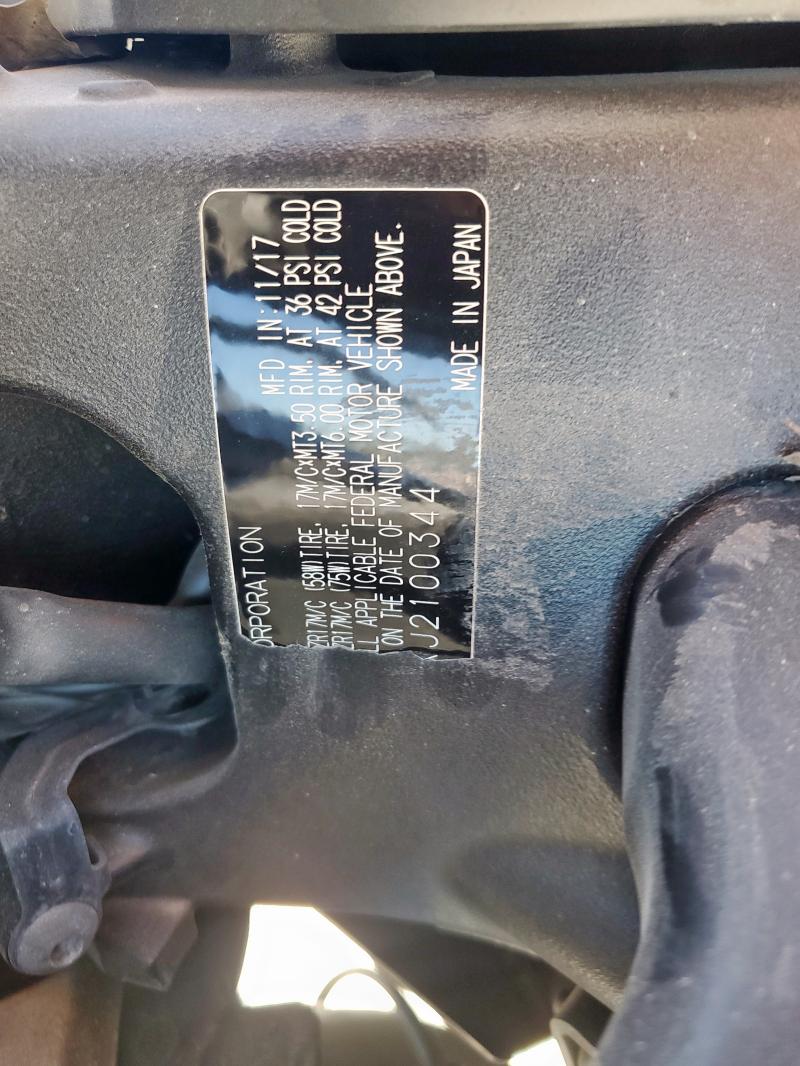 ORPORATION MFD IN:11/17
ZR17M/C (58W)TIRE, 17M/CxMT3.50 RIM, AT 36 PSI COLD
ZR17M/C (75W)TIRE, 17M/CxMT6.00 RIM, AT 42 PSI COLD
LL APPLICABLE FEDERAL MOTOR VEHICLE
ON THE DATE OF MANUFACTURE SHOWN ABOVE.
J2100344 MADE IN JAPAN